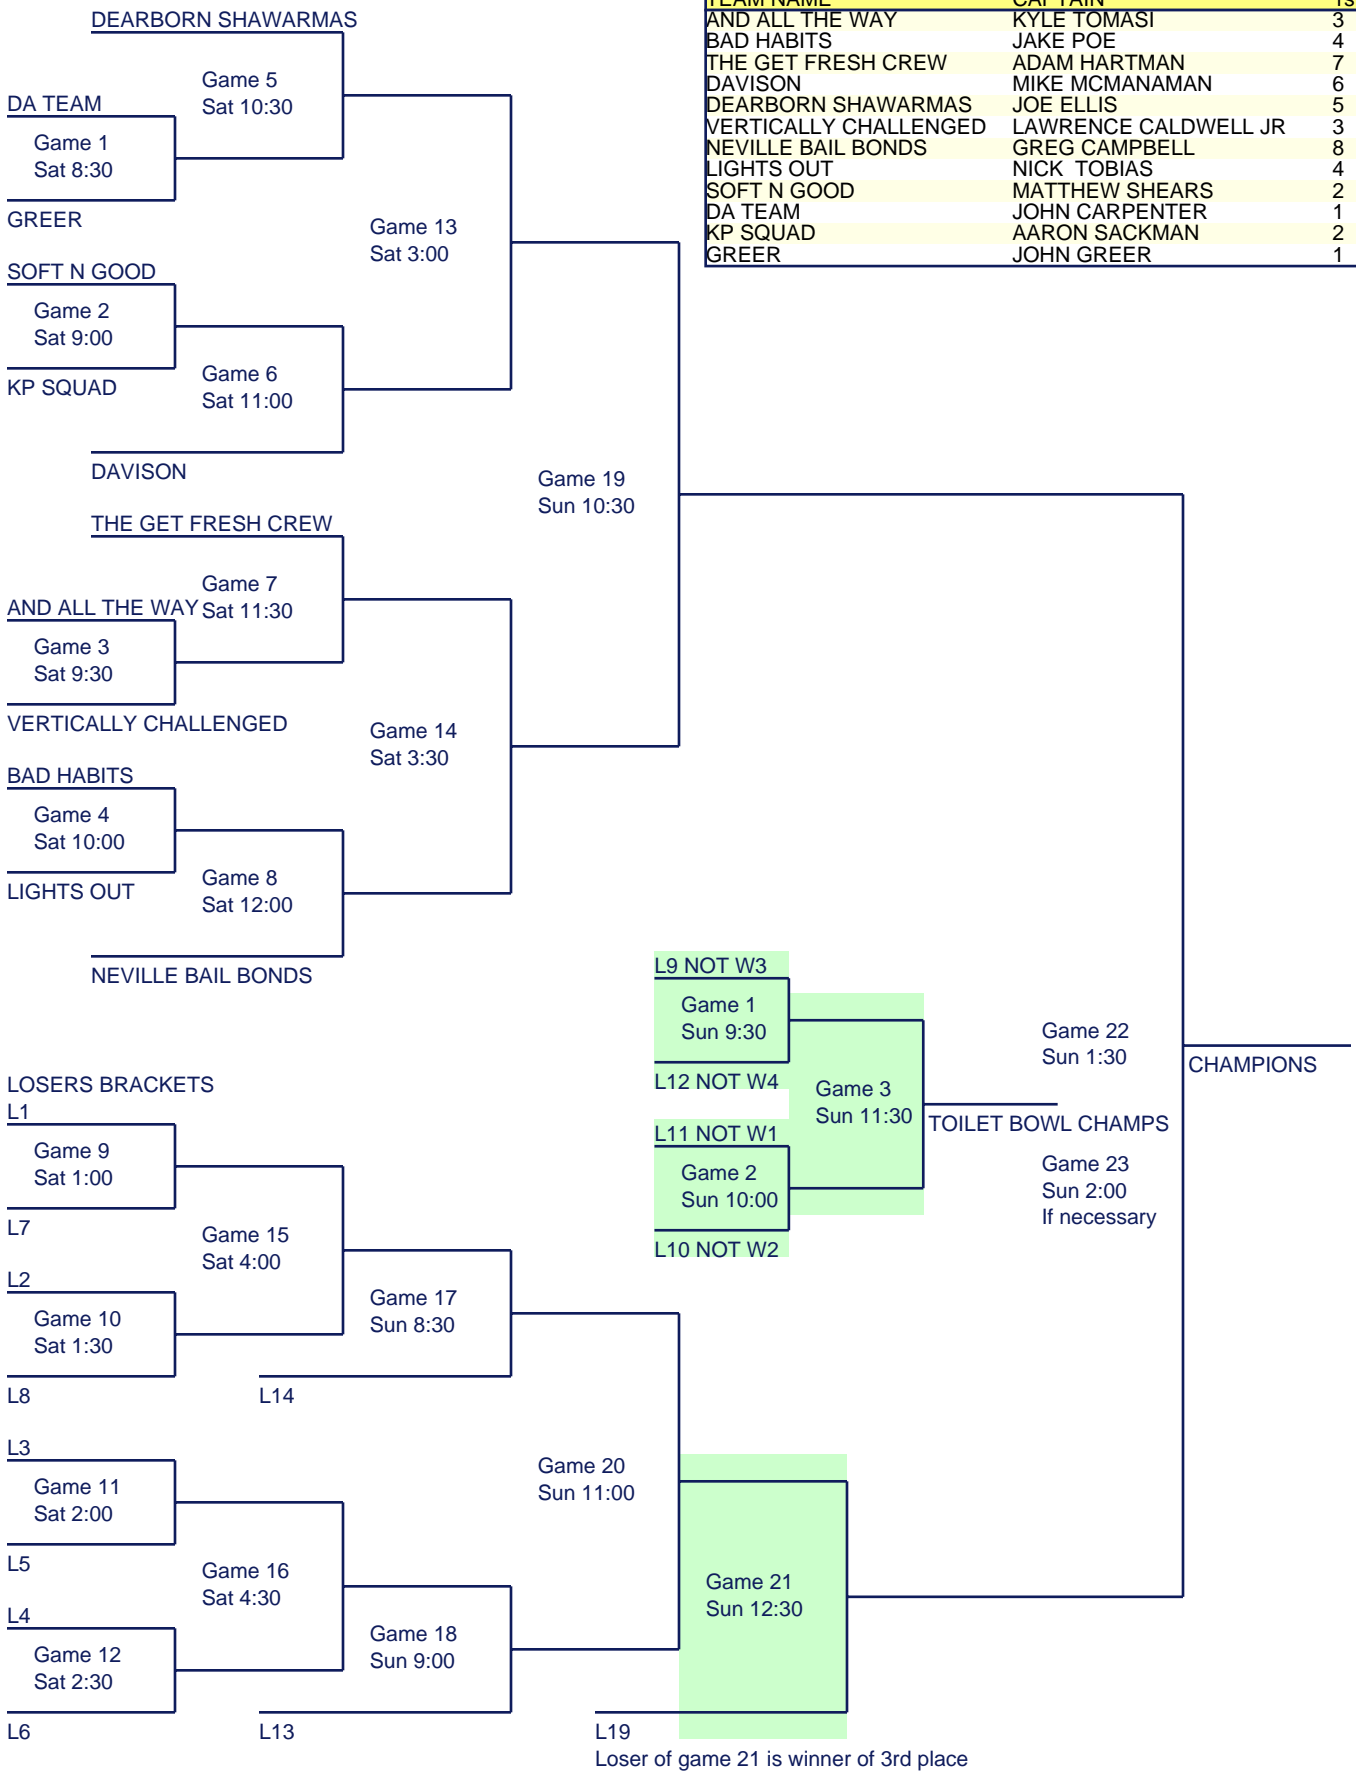 DEARBORN SHAWARMAS
Game 5
Sat 10:30
DA TEAM
Game 1
Sat 8:30
GREER
Game 13
Sat 3:00
SOFT N GOOD
Game 2
Sat 9:00
KP SQUAD
Game 6
Sat 11:00
DAVISON
Game 19
Sun 10:30
THE GET FRESH CREW
Game 7
Sat 11:30
AND ALL THE WAY
Game 3
Sat 9:30
VERTICALLY CHALLENGED
Game 14
Sat 3:30
BAD HABITS
Game 4
Sat 10:00
LIGHTS OUT
Game 8
Sat 12:00
NEVILLE BAIL BONDS
TEAM NAME CAPTAIN
AND ALL THE WAY KYLE TOMASI 3
BAD HABITS JAKE POE 4
THE GET FRESH CREW ADAM HARTMAN 7
DAVISON MIKE MCMANAMAN 6
DEARBORN SHAWARMAS JOE ELLIS 5
VERTICALLY CHALLENGED LAWRENCE CALDWELL JR 3
NEVILLE BAIL BONDS GREG CAMPBELL 8
LIGHTS OUT NICK TOBIAS 4
SOFT N GOOD MATTHEW SHEARS 2
DA TEAM JOHN CARPENTER 1
KP SQUAD AARON SACKMAN 2
GREER JOHN GREER 1
L9 NOT W3
Game 1
Sun 9:30
L12 NOT W4
Game 3
Sun 11:30
L11 NOT W1
Game 2
Sun 10:00
L10 NOT W2
TOILET BOWL CHAMPS
Game 22
Sun 1:30
CHAMPIONS
Game 23
Sun 2:00
If necessary
LOSERS BRACKETS
L1
Game 9
Sat 1:00
L7
Game 15
Sat 4:00
L2
Game 10
Sat 1:30
L8
Game 17
Sun 8:30
L14
L3
Game 11
Sat 2:00
L5
Game 20
Sun 11:00
Game 16
Sat 4:30
L4
Game 12
Sat 2:30
L6
Game 18
Sun 9:00
L13
Game 21
Sun 12:30
L19
Loser of game 21 is winner of 3rd place